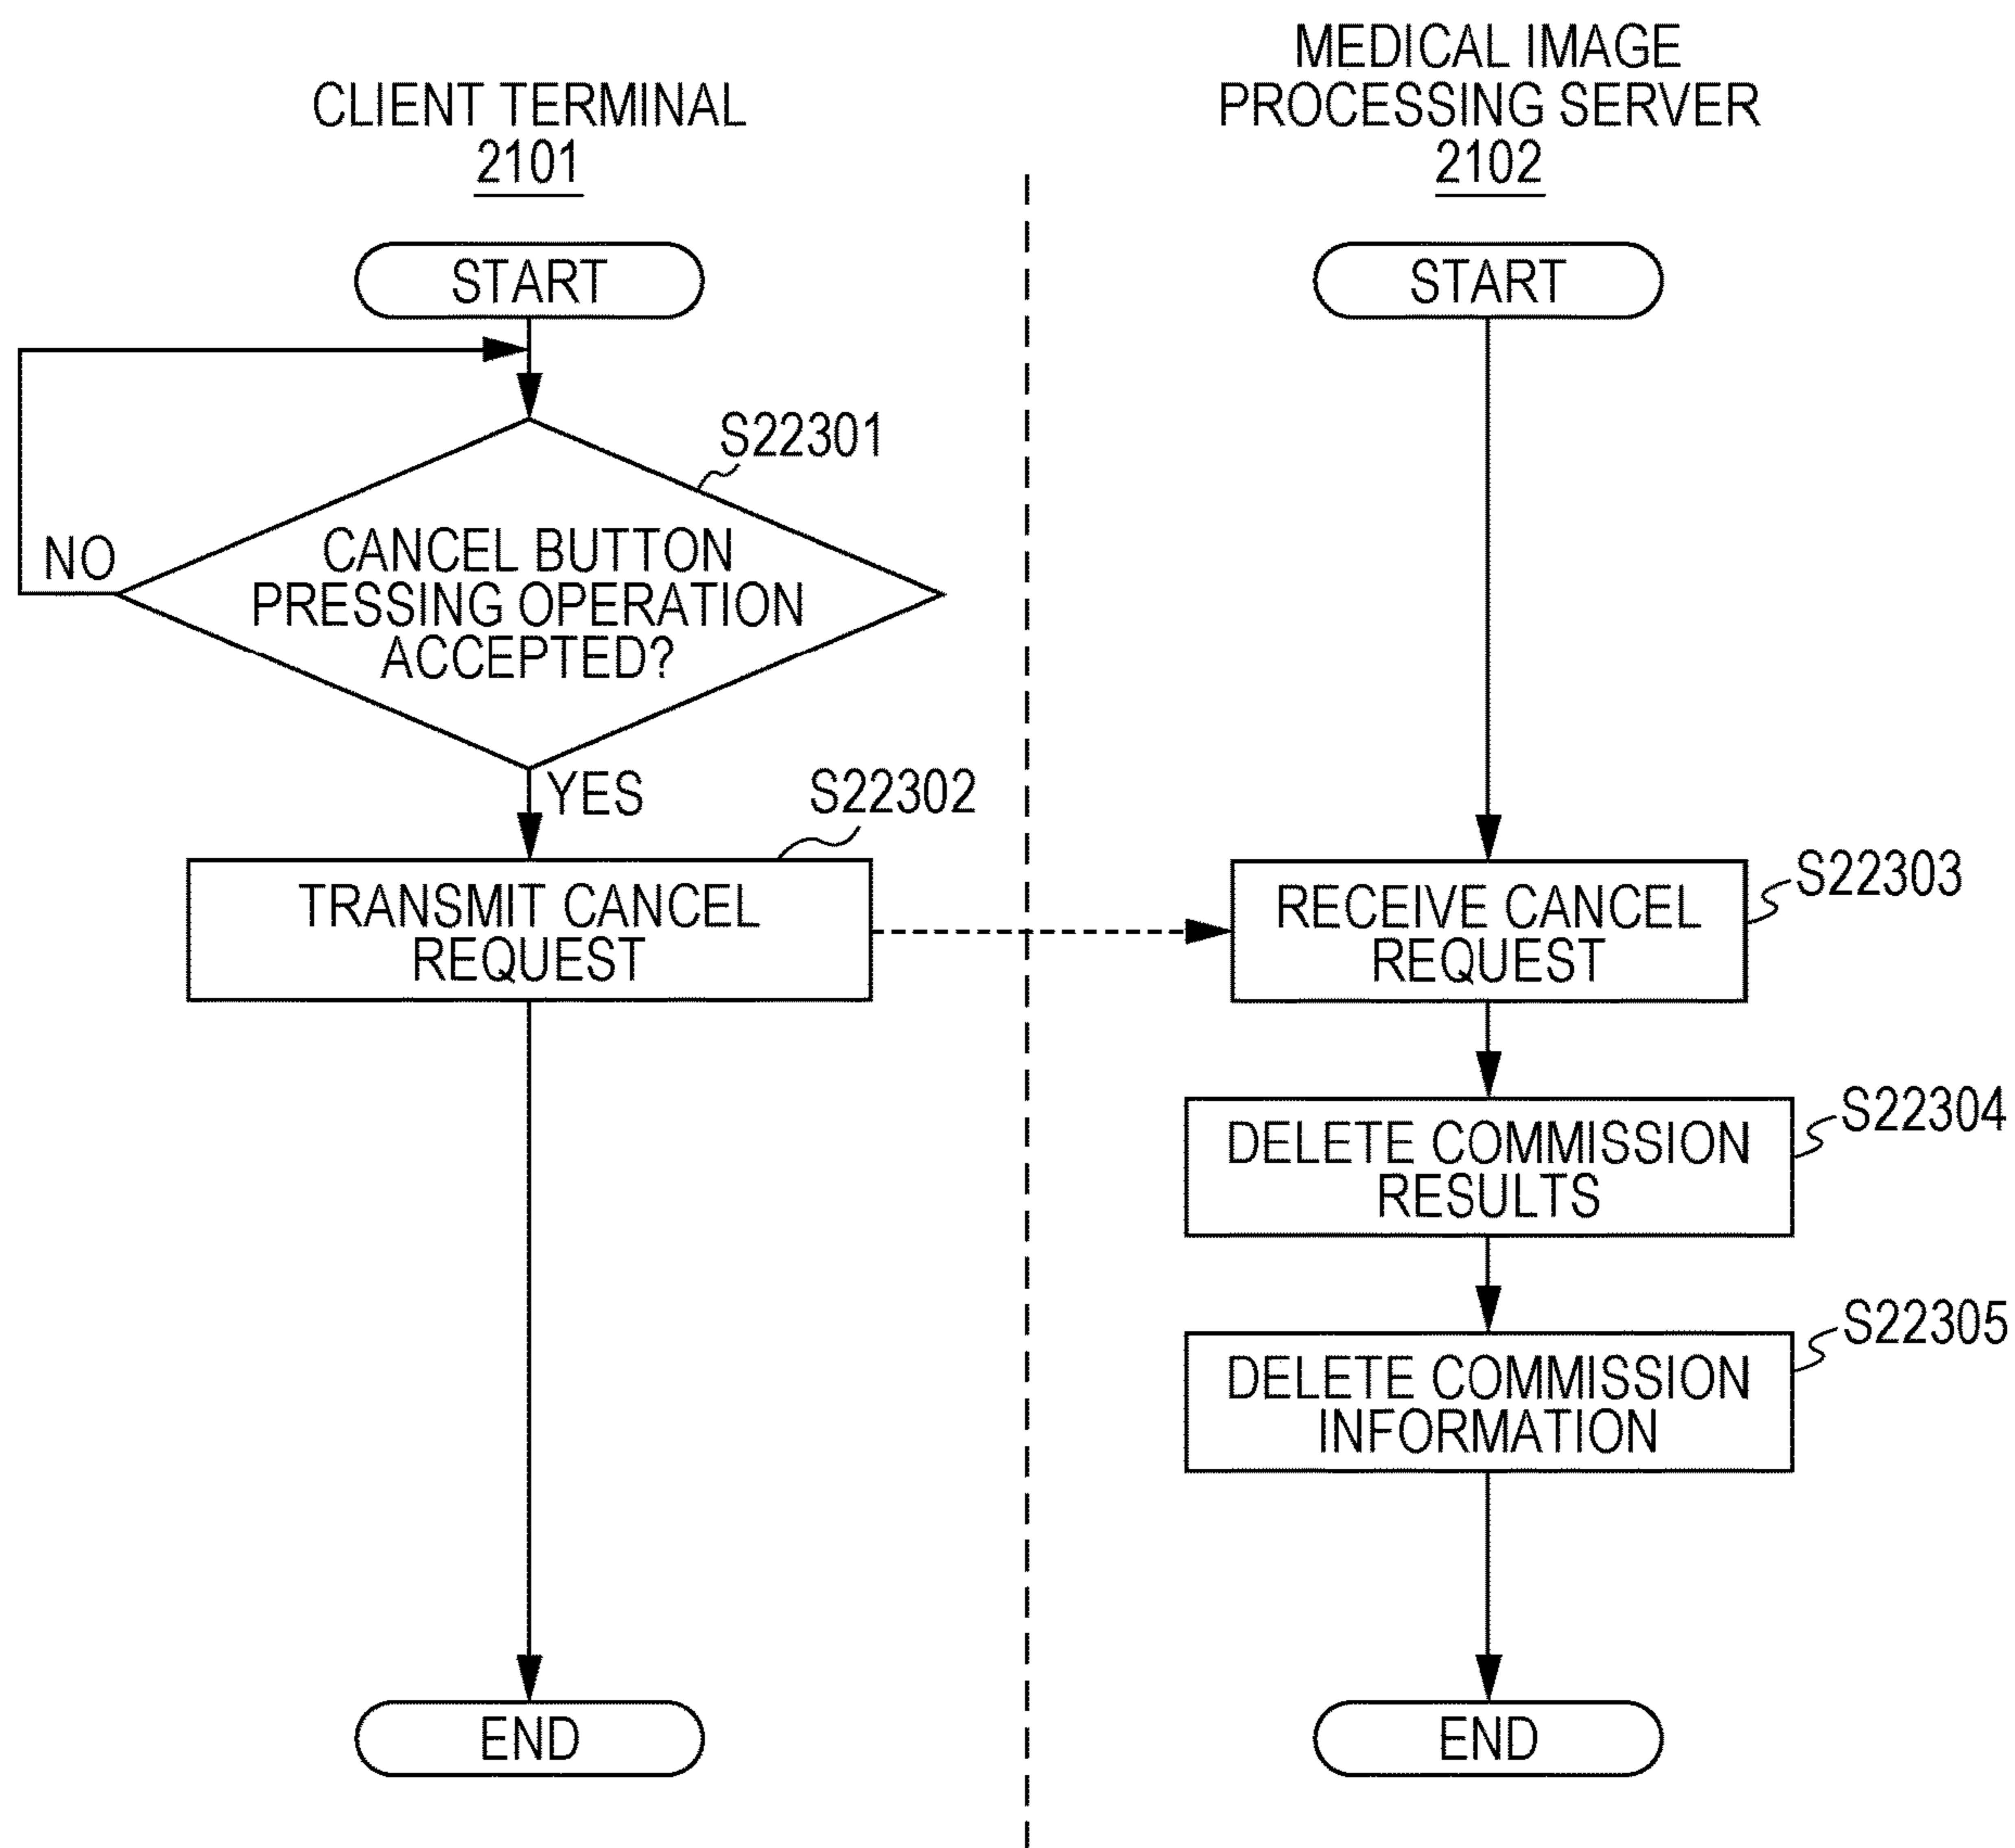 CLIENT TERMINAL
2101
MEDICAL IMAGE
PROCESSING SERVER
2102
START
START
S22301
CANCEL BUTTON
PRESSING OPERATION
ACCEPTED?
NO
YES
S22302
TRANSMIT CANCEL
REQUEST
S22303
RECEIVE CANCEL
REQUEST
S22304
DELETE COMMISSION
RESULTS
S22305
DELETE COMMISSION
INFORMATION
END
END